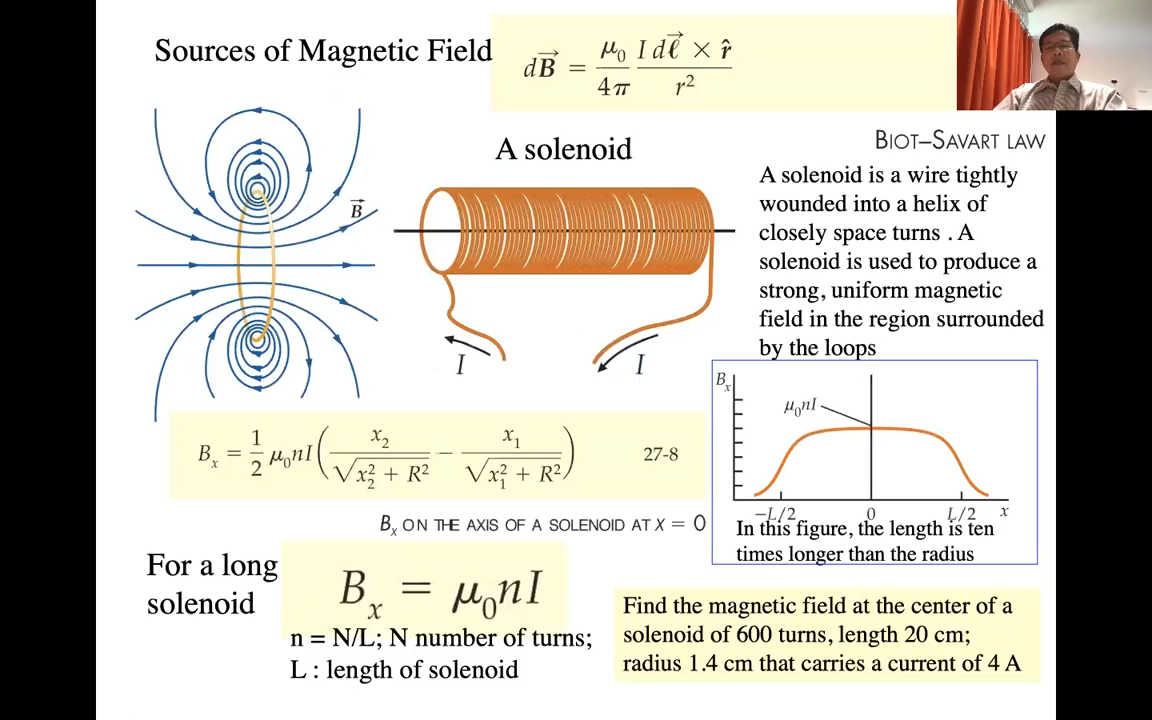 Sources of Magnetic Field
dB⃗ = μ₀/4π I dℓ⃗ × r̂/r²
BIOT–SAVART LAW
A solenoid
B⃗
I
I
A solenoid is a wire tightly
wounded into a helix of
closely space turns . A
solenoid is used to produce a
strong, uniform magnetic
field in the region surrounded
by the loops
Bₓ
μ₀nI
−L/2 0 L/2 x
In this figure, the length is ten
times longer than the radius
Bₓ = 1/2 μ₀nI( x₂/√(x₂² + R²) − x₁/√(x₁² + R²) ) 27-8
Bₓ ON THE AXIS OF A SOLENOID AT X = 0
For a long
solenoid
Bₓ = μ₀nI
n = N/L; N number of turns;
L : length of solenoid
Find the magnetic field at the center of a
solenoid of 600 turns, length 20 cm;
radius 1.4 cm that carries a current of 4 A